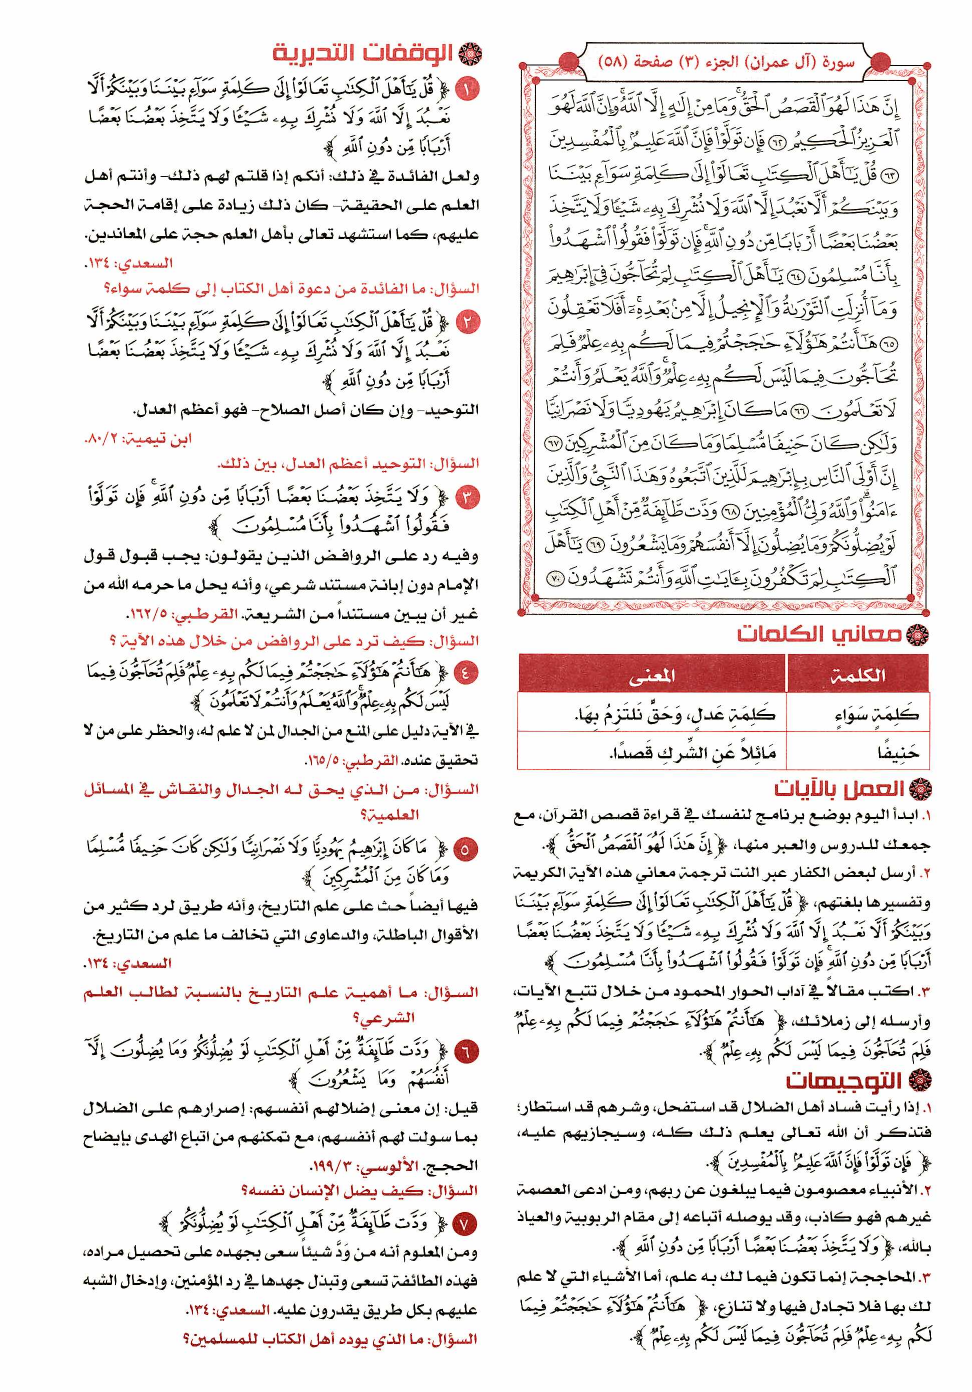 سورة (آل عمران) الجزء (٣) صفحة (٥٨)
إِنَّ هَٰذَا لَهُوَ ٱلْقَصَصُ ٱلْحَقُّ ۚ وَمَا مِنْ إِلَٰهٍ إِلَّا ٱللَّهُ ۚ وَإِنَّ ٱللَّهَ لَهُوَ
ٱلْعَزِيزُ ٱلْحَكِيمُ ٦٢ فَإِن تَوَلَّوْا۟ فَإِنَّ ٱللَّهَ عَلِيمٌۢ بِٱلْمُفْسِدِينَ
٦٣ قُلْ يَٰٓأَهْلَ ٱلْكِتَٰبِ تَعَالَوْا۟ إِلَىٰ كَلِمَةٍ سَوَآءٍۭ بَيْنَنَا
وَبَيْنَكُمْ أَلَّا نَعْبُدَ إِلَّا ٱللَّهَ وَلَا نُشْرِكَ بِهِۦ شَيْـًٔا وَلَا يَتَّخِذَ
بَعْضُنَا بَعْضًا أَرْبَابًا مِّن دُونِ ٱللَّهِ ۚ فَإِن تَوَلَّوْا۟ فَقُولُوا۟ ٱشْهَدُوا۟
بِأَنَّا مُسْلِمُونَ ٦٤ يَٰٓأَهْلَ ٱلْكِتَٰبِ لِمَ تُحَآجُّونَ فِىٓ إِبْرَٰهِيمَ
وَمَآ أُنزِلَتِ ٱلتَّوْرَىٰةُ وَٱلْإِنجِيلُ إِلَّا مِنۢ بَعْدِهِۦٓ ۚ أَفَلَا تَعْقِلُونَ
٦٥ هَٰٓأَنتُمْ هَٰٓؤُلَآءِ حَٰجَجْتُمْ فِيمَا لَكُم بِهِۦ عِلْمٌ فَلِمَ
تُحَآجُّونَ فِيمَا لَيْسَ لَكُم بِهِۦ عِلْمٌ ۚ وَٱللَّهُ يَعْلَمُ وَأَنتُمْ
لَا تَعْلَمُونَ ٦٦ مَا كَانَ إِبْرَٰهِيمُ يَهُودِيًّا وَلَا نَصْرَانِيًّا
وَلَٰكِن كَانَ حَنِيفًا مُّسْلِمًا وَمَا كَانَ مِنَ ٱلْمُشْرِكِينَ ٦٧
إِنَّ أَوْلَى ٱلنَّاسِ بِإِبْرَٰهِيمَ لَلَّذِينَ ٱتَّبَعُوهُ وَهَٰذَا ٱلنَّبِىُّ وَٱلَّذِينَ
ءَامَنُوا۟ ۗ وَٱللَّهُ وَلِىُّ ٱلْمُؤْمِنِينَ ٦٨ وَدَّت طَّآئِفَةٌ مِّنْ أَهْلِ ٱلْكِتَٰبِ
لَوْ يُضِلُّونَكُمْ وَمَا يُضِلُّونَ إِلَّآ أَنفُسَهُمْ وَمَا يَشْعُرُونَ ٦٩ يَٰٓأَهْلَ
ٱلْكِتَٰبِ لِمَ تَكْفُرُونَ بِـَٔايَٰتِ ٱللَّهِ وَأَنتُمْ تَشْهَدُونَ ٧٠
معاني الكلمات
الكلمة المعنى
كَلِمَةٍ سَوَاءٍ كَلِمَةِ عَدلٍ، وَحَقٍّ نَلتَزِمُ بِهَا.
حَنِيفًا مَائِلاً عَنِ الشِّركِ قَصدًا.
العمل بالآيات
١. ابدأ اليوم بوضع برنامج لنفسك في قراءة قصص القرآن، مع
جمعك للدروس والعبر منها، ﴿ إِنَّ هَٰذَا لَهُوَ ٱلْقَصَصُ ٱلْحَقُّ ﴾.
٢. أرسل لبعض الكفار عبر النت ترجمة معاني هذه الآية الكريمة
وتفسيرها بلغتهم، ﴿ قُلْ يَٰٓأَهْلَ ٱلْكِتَٰبِ تَعَالَوْا۟ إِلَىٰ كَلِمَةٍ سَوَآءٍۭ بَيْنَنَا
وَبَيْنَكُمْ أَلَّا نَعْبُدَ إِلَّا ٱللَّهَ وَلَا نُشْرِكَ بِهِۦ شَيْـًٔا وَلَا يَتَّخِذَ بَعْضُنَا بَعْضًا
أَرْبَابًا مِّن دُونِ ٱللَّهِ ۚ فَإِن تَوَلَّوْا۟ فَقُولُوا۟ ٱشْهَدُوا۟ بِأَنَّا مُسْلِمُونَ ﴾
٣. اكتب مقالاً في آداب الحوار المحمود من خلال تتبع الآيات،
وأرسله إلى زملائك، ﴿ هَٰٓأَنتُمْ هَٰٓؤُلَآءِ حَٰجَجْتُمْ فِيمَا لَكُم بِهِۦ عِلْمٌ
فَلِمَ تُحَآجُّونَ فِيمَا لَيْسَ لَكُم بِهِۦ عِلْمٌ ﴾.
التوجيهات
١. إذا رأيت فساد أهل الضلال قد استفحل، وشرهم قد استطار؛
فتذكر أن الله تعالى يعلم ذلك كله، وسيجازيهم عليه،
﴿ فَإِن تَوَلَّوْا۟ فَإِنَّ ٱللَّهَ عَلِيمٌۢ بِٱلْمُفْسِدِينَ ﴾.
٢. الأنبياء معصومون فيما يبلغون عن ربهم، ومن ادعى العصمة
غيرهم فهو كاذب، وقد يوصله أتباعه إلى مقام الربوبية والعياذ
بالله، ﴿ وَلَا يَتَّخِذَ بَعْضُنَا بَعْضًا أَرْبَابًا مِّن دُونِ ٱللَّهِ ﴾.
٣. المحاججة إنما تكون فيما لك به علم، أما الأشياء التي لا علم
لك بها فلا تجادل فيها ولا تنازع، ﴿ هَٰٓأَنتُمْ هَٰٓؤُلَآءِ حَٰجَجْتُمْ فِيمَا
لَكُم بِهِۦ عِلْمٌ فَلِمَ تُحَآجُّونَ فِيمَا لَيْسَ لَكُم بِهِۦ عِلْمٌ ﴾.
الوقفات التدبرية
١ ﴿ قُلْ يَٰٓأَهْلَ ٱلْكِتَٰبِ تَعَالَوْا۟ إِلَىٰ كَلِمَةٍ سَوَآءٍۭ بَيْنَنَا وَبَيْنَكُمْ أَلَّا
نَعْبُدَ إِلَّا ٱللَّهَ وَلَا نُشْرِكَ بِهِۦ شَيْـًٔا وَلَا يَتَّخِذَ بَعْضُنَا بَعْضًا
أَرْبَابًا مِّن دُونِ ٱللَّهِ ﴾
ولعل الفائدة في ذلك: أنكم إذا قلتم لهم ذلك- وأنتم أهل
العلم على الحقيقة- كان ذلك زيادة على إقامة الحجة
عليهم، كما استشهد تعالى بأهل العلم حجة على المعاندين.
السعدي: ١٣٤.
السؤال: ما الفائدة من دعوة أهل الكتاب إلى كلمة سواء؟
٢ ﴿ قُلْ يَٰٓأَهْلَ ٱلْكِتَٰبِ تَعَالَوْا۟ إِلَىٰ كَلِمَةٍ سَوَآءٍۭ بَيْنَنَا وَبَيْنَكُمْ أَلَّا
نَعْبُدَ إِلَّا ٱللَّهَ وَلَا نُشْرِكَ بِهِۦ شَيْـًٔا وَلَا يَتَّخِذَ بَعْضُنَا بَعْضًا
أَرْبَابًا مِّن دُونِ ٱللَّهِ ﴾
التوحيد- وإن كان أصل الصلاح- فهو أعظم العدل.
ابن تيمية: ٨٠/٢.
السؤال: التوحيد أعظم العدل، بين ذلك.
٣ ﴿ وَلَا يَتَّخِذَ بَعْضُنَا بَعْضًا أَرْبَابًا مِّن دُونِ ٱللَّهِ ۚ فَإِن تَوَلَّوْا۟
فَقُولُوا۟ ٱشْهَدُوا۟ بِأَنَّا مُسْلِمُونَ ﴾
وفيه رد على الروافض الذين يقولون: يجب قبول قول
الإمام دون إبانة مستند شرعي، وأنه يحل ما حرمه الله من
غير أن يبين مستنداً من الشريعة. القرطبي: ١٦٢/٥.
السؤال: كيف ترد على الروافض من خلال هذه الآية ؟
٤ ﴿ هَٰٓأَنتُمْ هَٰٓؤُلَآءِ حَٰجَجْتُمْ فِيمَا لَكُم بِهِۦ عِلْمٌ فَلِمَ تُحَآجُّونَ فِيمَا
لَيْسَ لَكُم بِهِۦ عِلْمٌ ۚ وَٱللَّهُ يَعْلَمُ وَأَنتُمْ لَا تَعْلَمُونَ ﴾
في الآية دليل على المنع من الجدال لمن لا علم له، والحظر على من لا
تحقيق عنده. القرطبي: ١٦٥/٥.
السؤال: من الذي يحق له الجدال والنقاش في المسائل
العلمية؟
٥ ﴿ مَا كَانَ إِبْرَٰهِيمُ يَهُودِيًّا وَلَا نَصْرَانِيًّا وَلَٰكِن كَانَ حَنِيفًا مُّسْلِمًا
وَمَا كَانَ مِنَ ٱلْمُشْرِكِينَ ﴾.
فيها أيضاً حث على علم التاريخ، وأنه طريق لرد كثير من
الأقوال الباطلة، والدعاوى التي تخالف ما علم من التاريخ.
السعدي: ١٣٤.
السؤال: ما أهمية علم التاريخ بالنسبة لطالب العلم
الشرعي؟
٦ ﴿ وَدَّت طَّآئِفَةٌ مِّنْ أَهْلِ ٱلْكِتَٰبِ لَوْ يُضِلُّونَكُمْ وَمَا يُضِلُّونَ إِلَّآ
أَنفُسَهُمْ وَمَا يَشْعُرُونَ ﴾
قيل: إن معنى إضلالهم أنفسهم: إصرارهم على الضلال
بما سولت لهم أنفسهم، مع تمكنهم من اتباع الهدى بإيضاح
الحجج. الألوسي: ١٩٩/٣.
السؤال: كيف يضل الإنسان نفسه؟
٧ ﴿ وَدَّت طَّآئِفَةٌ مِّنْ أَهْلِ ٱلْكِتَٰبِ لَوْ يُضِلُّونَكُمْ ﴾
ومن المعلوم أنه من وَدَّ شيئاً سعى بجهده على تحصيل مراده،
فهذه الطائفة تسعى وتبذل جهدها في رد المؤمنين، وإدخال الشبه
عليهم بكل طريق يقدرون عليه. السعدي: ١٣٤.
السؤال: ما الذي يوده أهل الكتاب للمسلمين؟